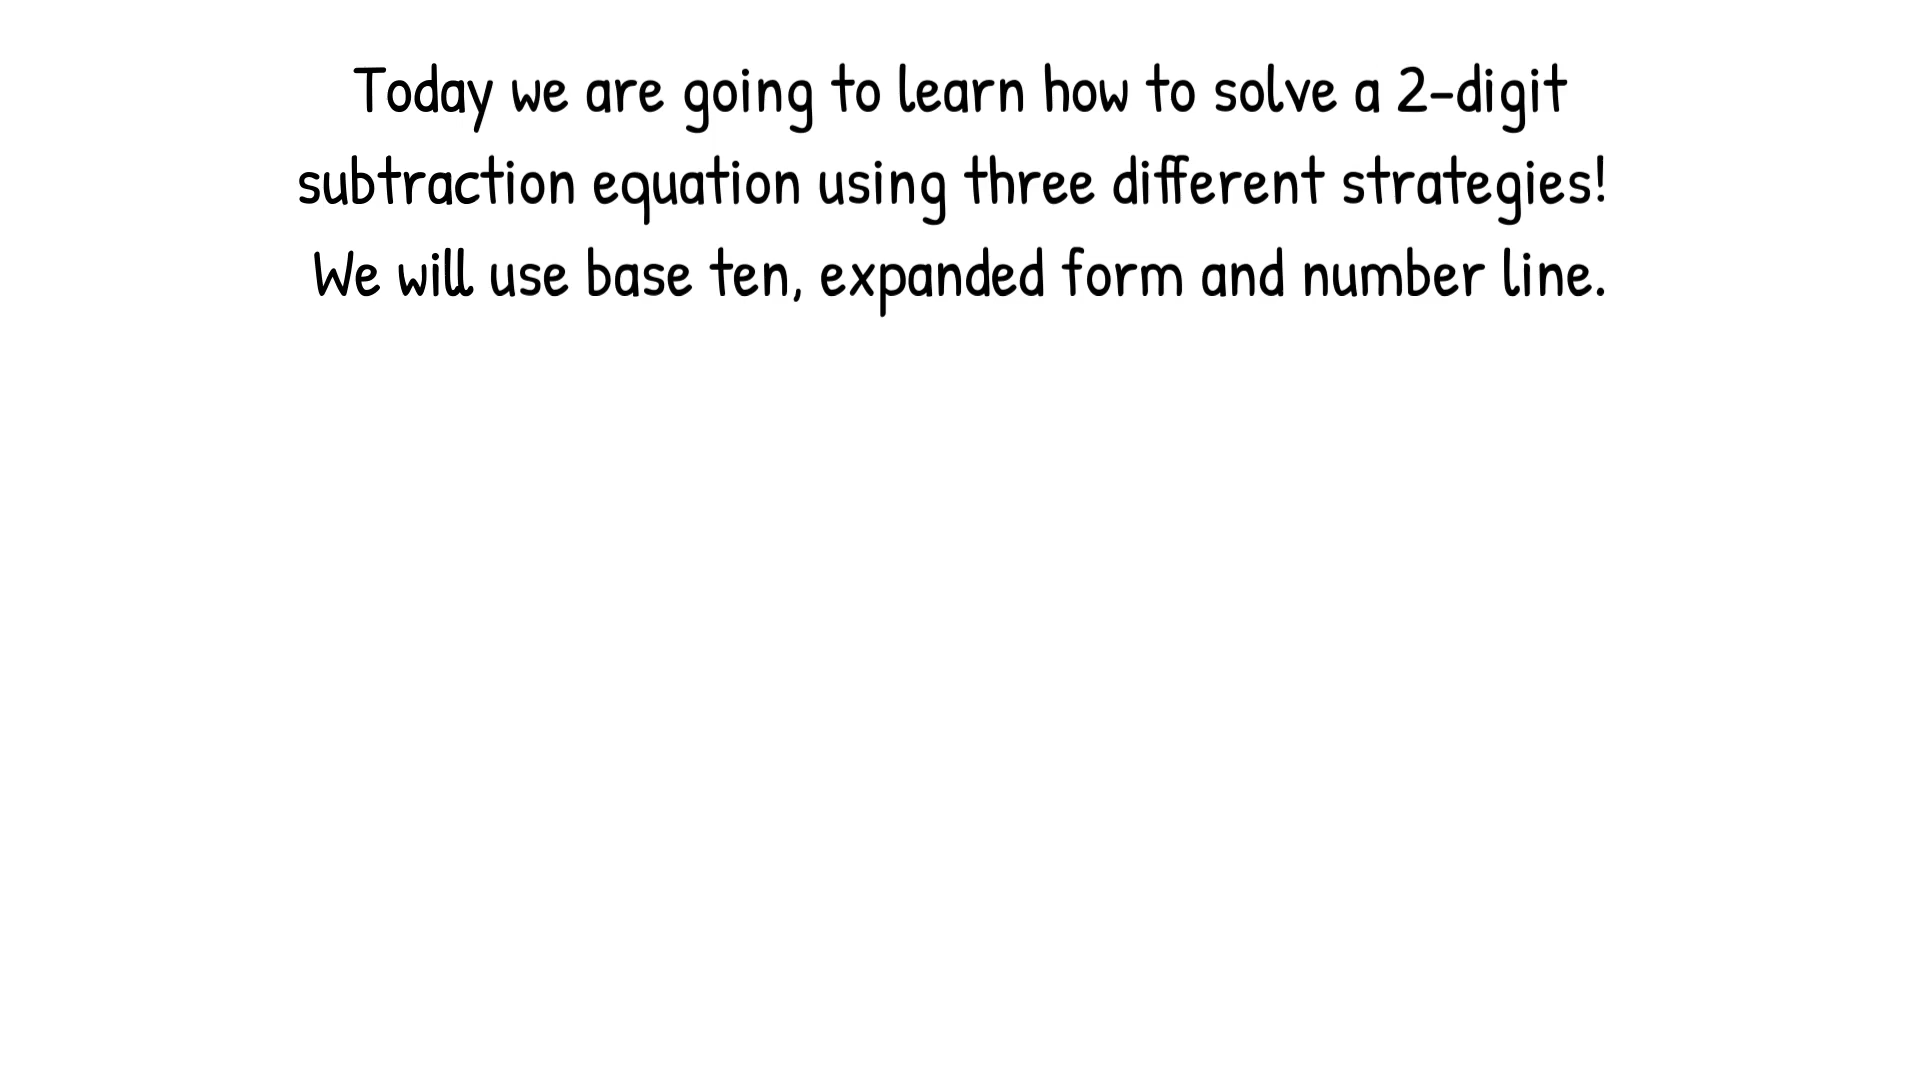 Today we are going to learn how to solve a 2-digit
subtraction equation using three different strategies!
We will use base ten, expanded form and number line.